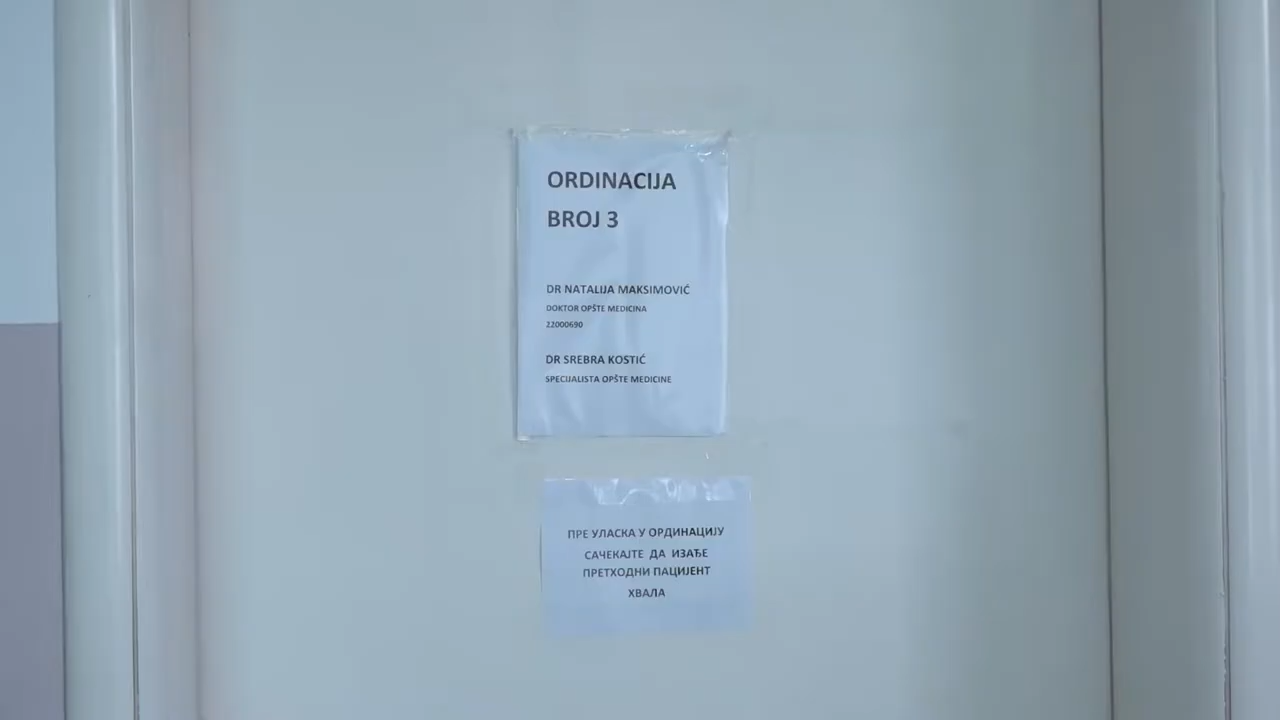 ORDINACIJA
BROJ 3
DR NATALIJA MAKSIMOVIĆ
DOKTOR OPŠTE MEDICINA
22000690
DR SREBRA KOSTIĆ
SPECIJALISTA OPŠTE MEDICINE
ПРЕ УЛАСКА У ОРДИНАЦИЈУ
САЧЕКАЈТЕ ДА ИЗАЂЕ
ПРЕТХОДНИ ПАЦИЈЕНТ
ХВАЛА